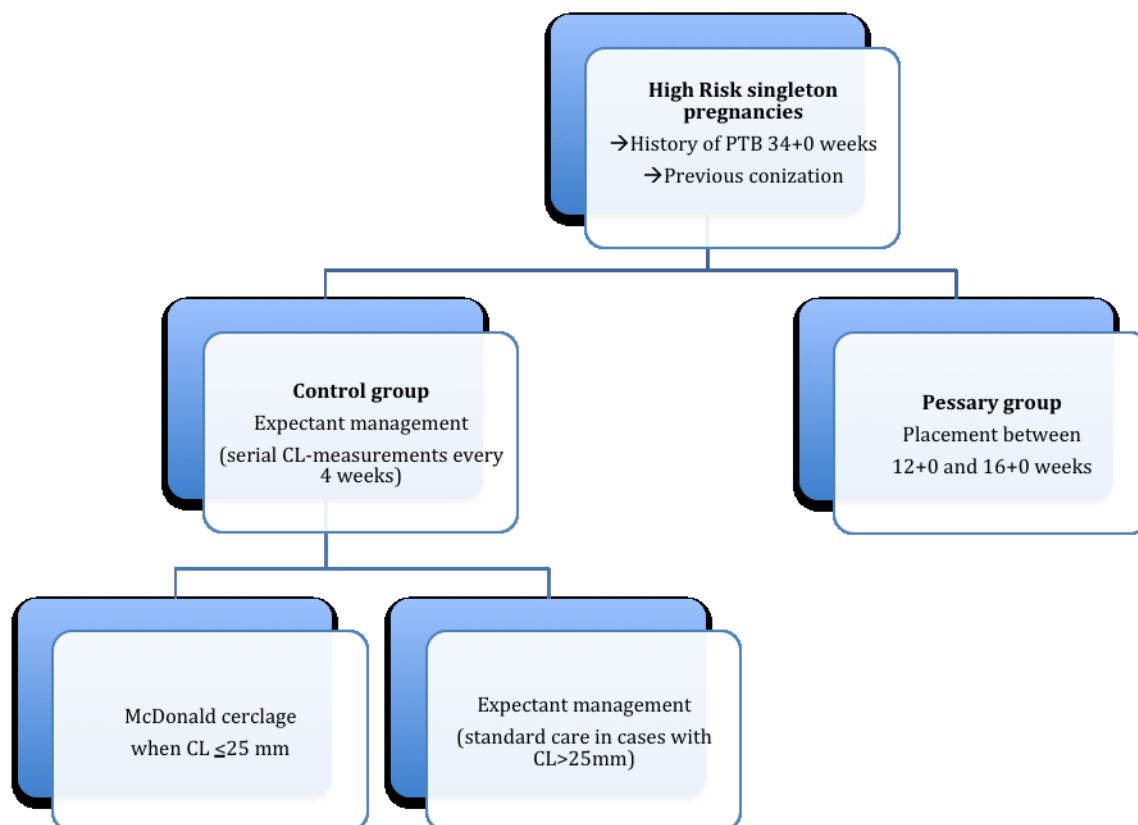 High Risk singleton
pregnancies
→History of PTB 34+0 weeks
→Previous conization
Control group
Expectant management
(serial CL-measurements every
4 weeks)
Pessary group
Placement between
12+0 and 16+0 weeks
McDonald cerclage
when CL ≤25 mm
Expectant management
(standard care in cases with
CL>25mm)